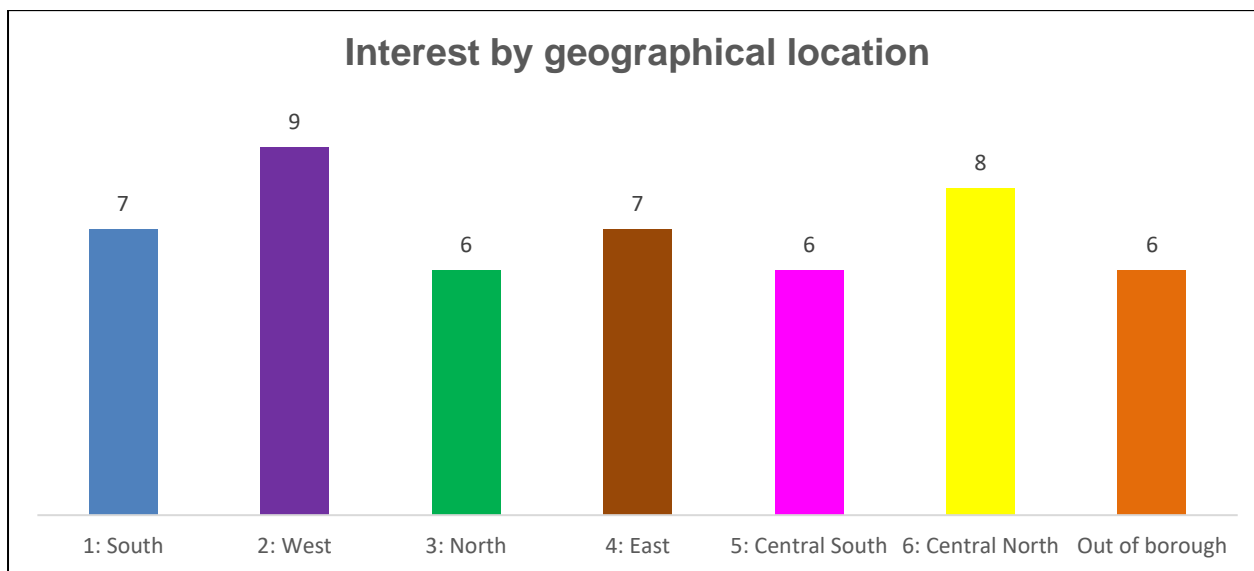 Interest by geographical location
7
9
6
7
6
8
6
1: South
2: West
3: North
4: East
5: Central South
6: Central North
Out of borough